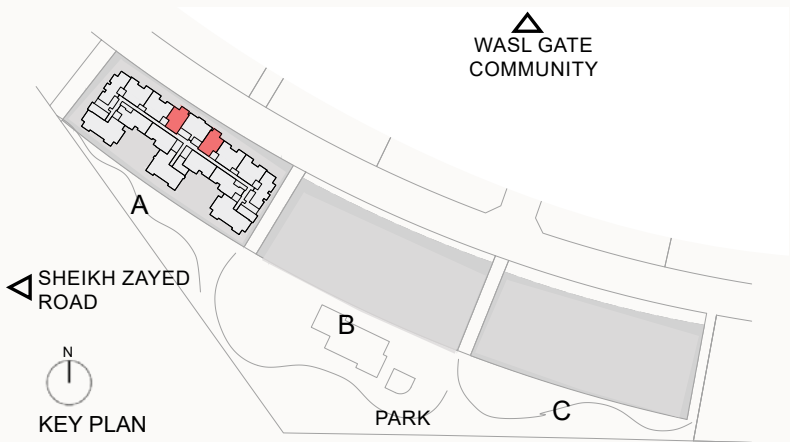 WASL GATE
COMMUNITY
A
SHEIKH ZAYED
ROAD
B
N
KEY PLAN
PARK
C